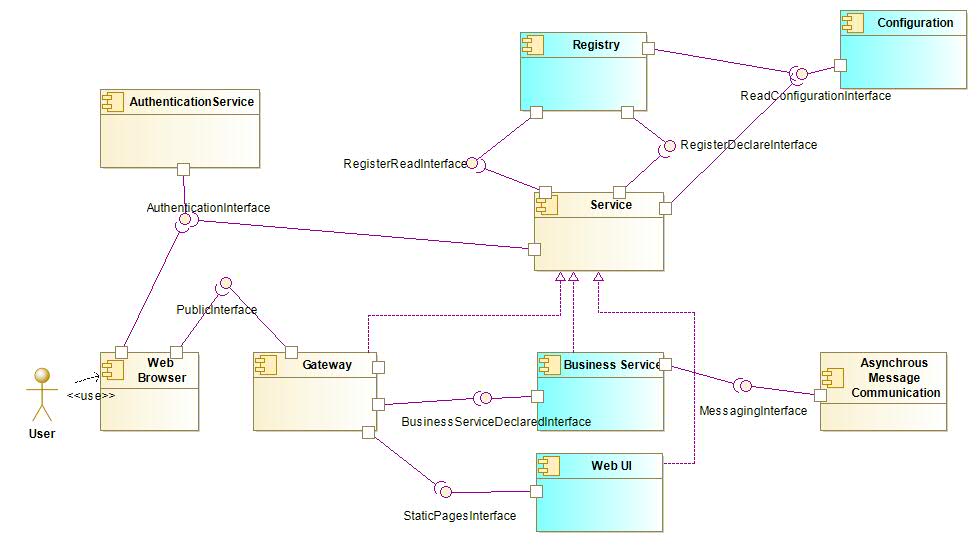 Configuration
Registry
ReadConfigurationInterface
AuthenticationService
RegisterReadInterface
RegisterDeclareInterface
AuthenticationInterface
Service
PublicInterface
Web
Browser
Gateway
Business Service
Asynchrous
Message
Communication
<<use>>
User
BusinessServiceDeclaredInterface
MessagingInterface
Web UI
StaticPagesInterface